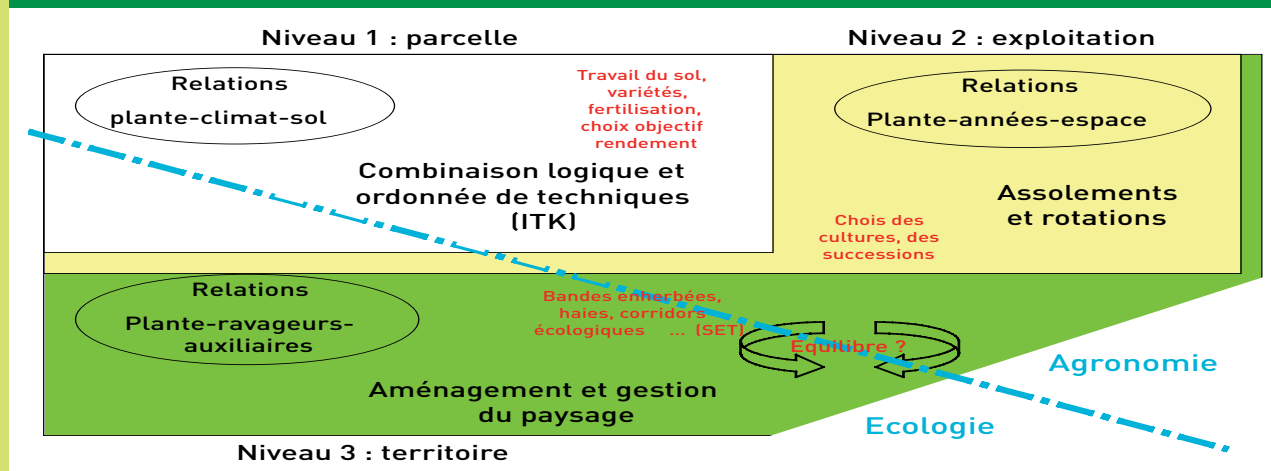 Niveau 1 : parcelle
Niveau 2 : exploitation
Relations
plante-climat-sol
Travail du sol,
variétés,
fertilisation,
choix objectif
rendement
Combinaison logique et
ordonnée de techniques
(ITK)
Relations
Plante-années-espace
Assolements
et rotations
Chois des
cultures, des
successions
Relations
Plante-ravageurs-
auxiliaires
Bandes enherbées,
haies, corridors
écologiques ... (SET)
Equilibre ?
Aménagement et gestion
du paysage
Agronomie
Ecologie
Niveau 3 : territoire